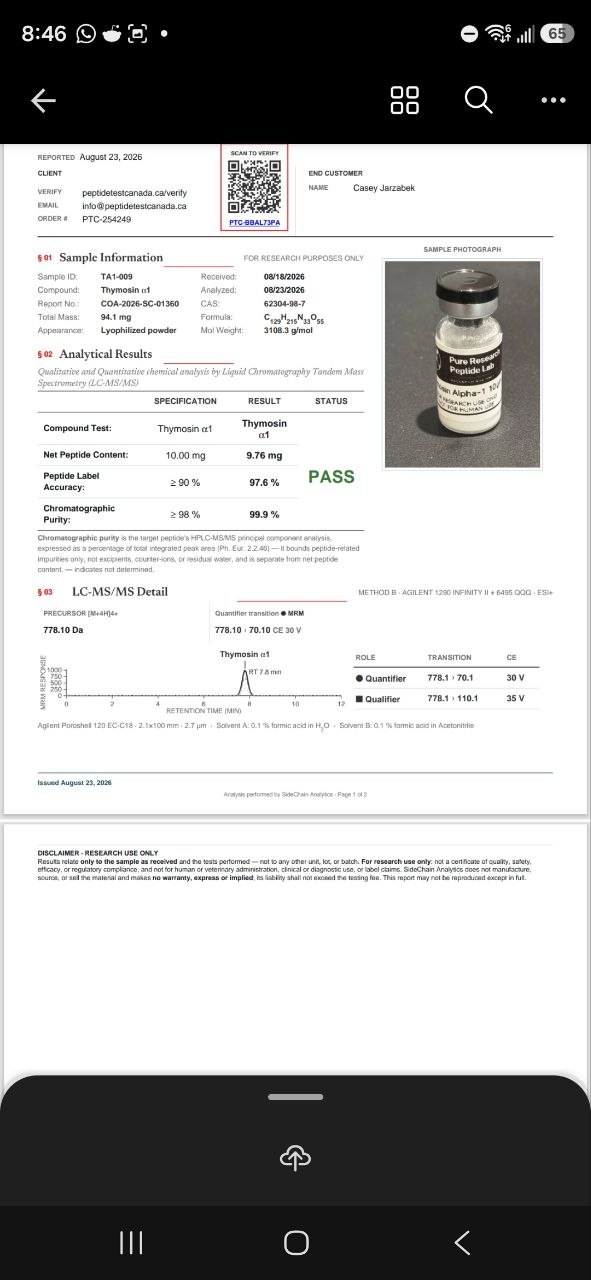 8:46
65
REPORTED August 23, 2026
SCAN TO VERIFY
CLIENT
END CUSTOMER
VERIFY peptidetestcanada.ca/verify
NAME Casey Jarzabek
EMAIL info@peptidetestcanada.ca
ORDER # PTC-254249
PTC-BBAL73PA
SAMPLE PHOTOGRAPH
§ 01 Sample Information FOR RESEARCH PURPOSES ONLY
Sample ID: TA1-009 Received: 08/18/2026
Compound: Thymosin α1 Analyzed: 08/23/2026
Report No.: COA-2026-SC-01360 CAS: 62304-98-7
Total Mass: 94.1 mg Formula: C129H215N33O55
Appearance: Lyophilized powder Mol Weight: 3108.3 g/mol
Pure Research
Peptide Lab
osin Alpha-1 10
RESEARCH USE ONLY
T FOR HUMAN USE
§ 02 Analytical Results
Qualitative and Quantitative chemical analysis by Liquid Chromatography Tandem Mass
Spectrometry (LC-MS/MS)
SPECIFICATION RESULT STATUS
Compound Test: Thymosin α1 Thymosin
α1
Net Peptide Content: 10.00 mg 9.76 mg
PASS
Peptide Label
Accuracy: ≥ 90 % 97.6 %
Chromatographic
Purity: ≥ 98 % 99.9 %
Chromatographic purity is the target peptide's HPLC-MS/MS principal component analysis,
expressed as a percentage of total integrated peak area (Ph. Eur. 2.2.46) — it bounds peptide-related
impurities only, not excipients, counter-ions, or residual water, and is separate from net peptide
content. — indicates not determined.
§ 03 LC-MS/MS Detail METHOD B · AGILENT 1290 INFINITY II + 6495 QQQ · ESI+
PRECURSOR [M+4H]4+ Quantifier transition ● MRM
778.10 Da 778.10 › 70.10 CE 30 V
Thymosin α1
RT 7.8 min
MRM RESPONSE
1000
750
500
250
0
0 2 4 6 8 10 12
RETENTION TIME (MIN)
ROLE TRANSITION CE
● Quantifier 778.1 › 70.1 30 V
■ Qualifier 778.1 › 110.1 35 V
Agilent Poroshell 120 EC-C18 · 2.1×100 mm · 2.7 µm · Solvent A: 0.1 % formic acid in H2O · Solvent B: 0.1 % formic acid in Acetonitrile
Issued August 23, 2026
Analysis performed by SideChain Analytics · Page 1 of 2
DISCLAIMER - RESEARCH USE ONLY
Results relate only to the sample as received and the tests performed — not to any other unit, lot, or batch. For research use only: not a certificate of quality, safety,
efficacy, or regulatory compliance, and not for human or veterinary administration, clinical or diagnostic use, or label claims. SideChain Analytics does not manufacture,
source, or sell the material and makes no warranty, express or implied; its liability shall not exceed the testing fee. This report may not be reproduced except in full.